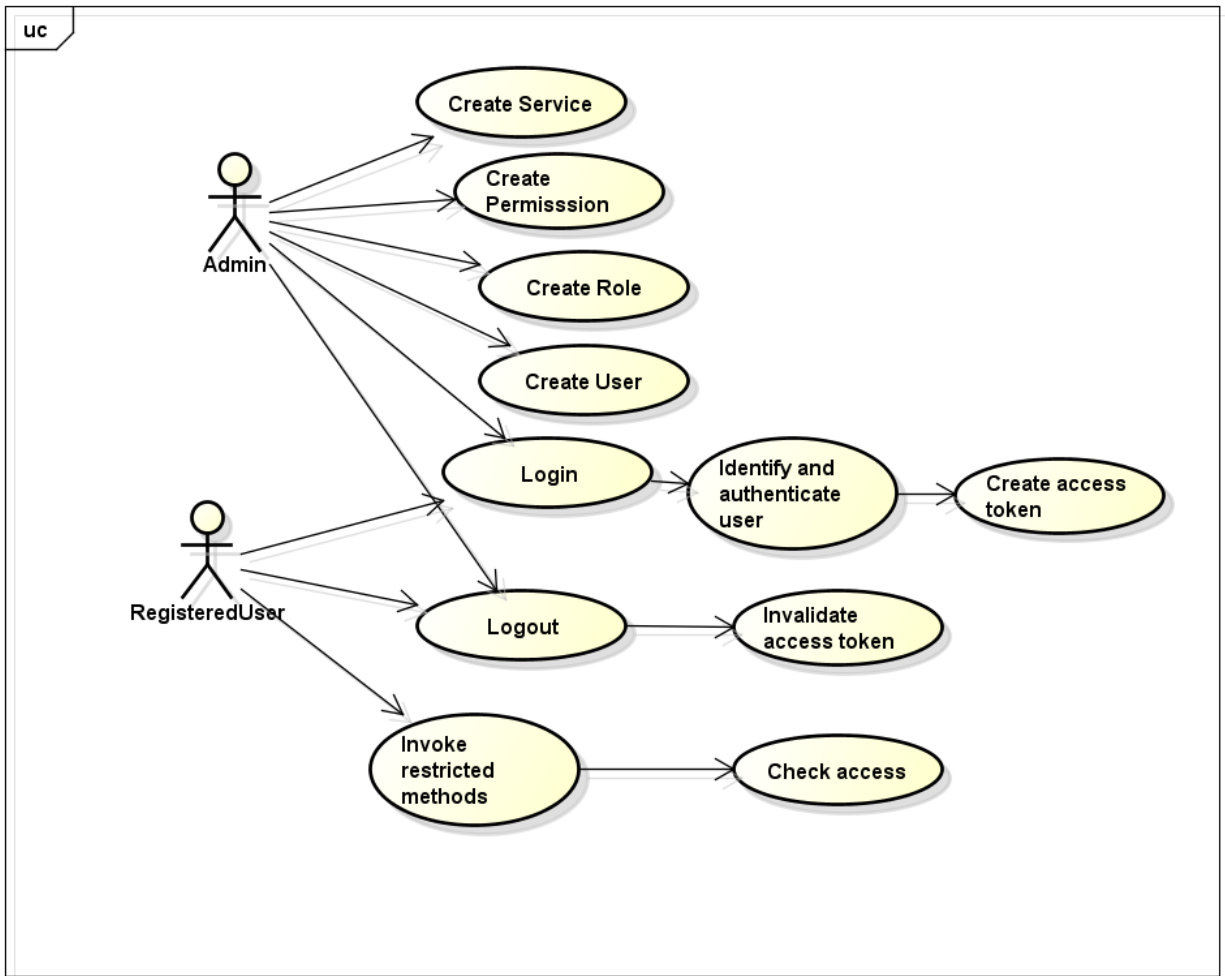 uc
Create Service
Create
Permisssion
Admin
Create Role
Create User
Login
Identify and
authenticate
user
Create access
token
RegisteredUser
Logout
Invalidate
access token
Invoke
restricted
methods
Check access